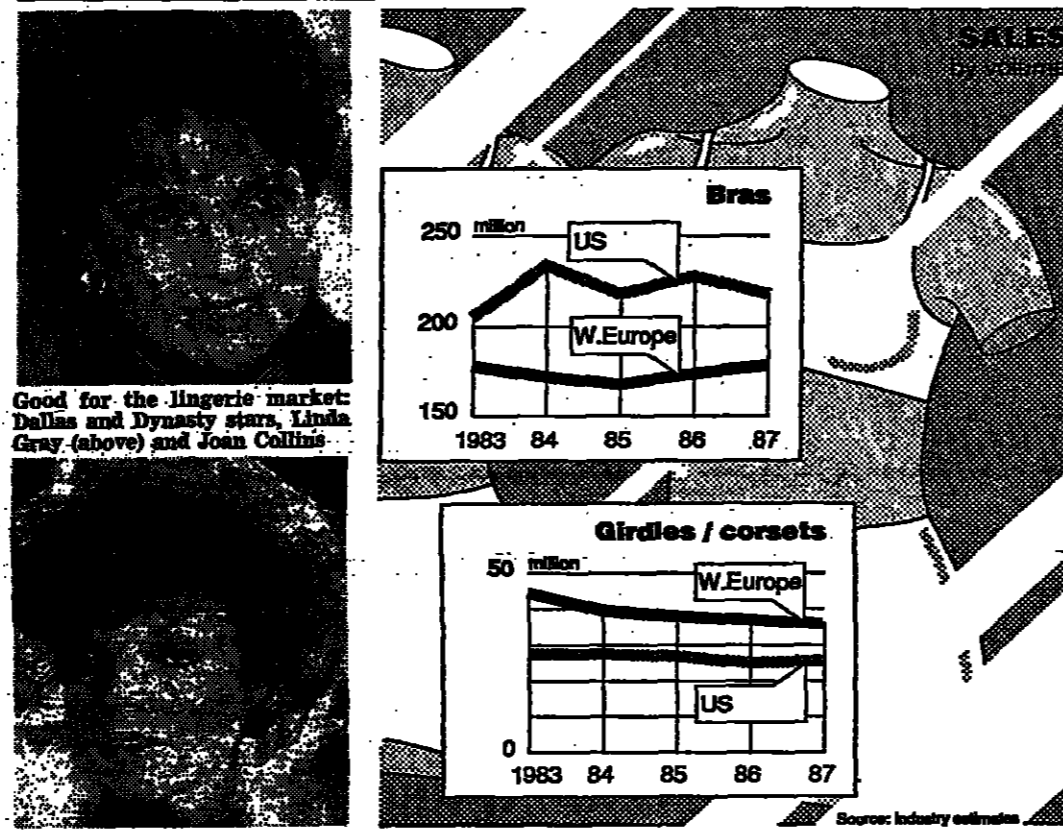 Good for the lingerie market:
Dallas and Dynasty stars, Linda
Gray (above) and Joan Collins
SALES
by volume
Bras
250 million
US
200
W.Europe
150
1983 84 85 86 87
Girdles / corsets
50 million
W.Europe
US
0
1983 84 85 86 87
Source: Industry estimates